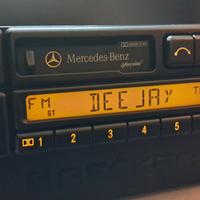 Mercedes-Benz
FM DEEJAY
ST
1 2 3 4 5